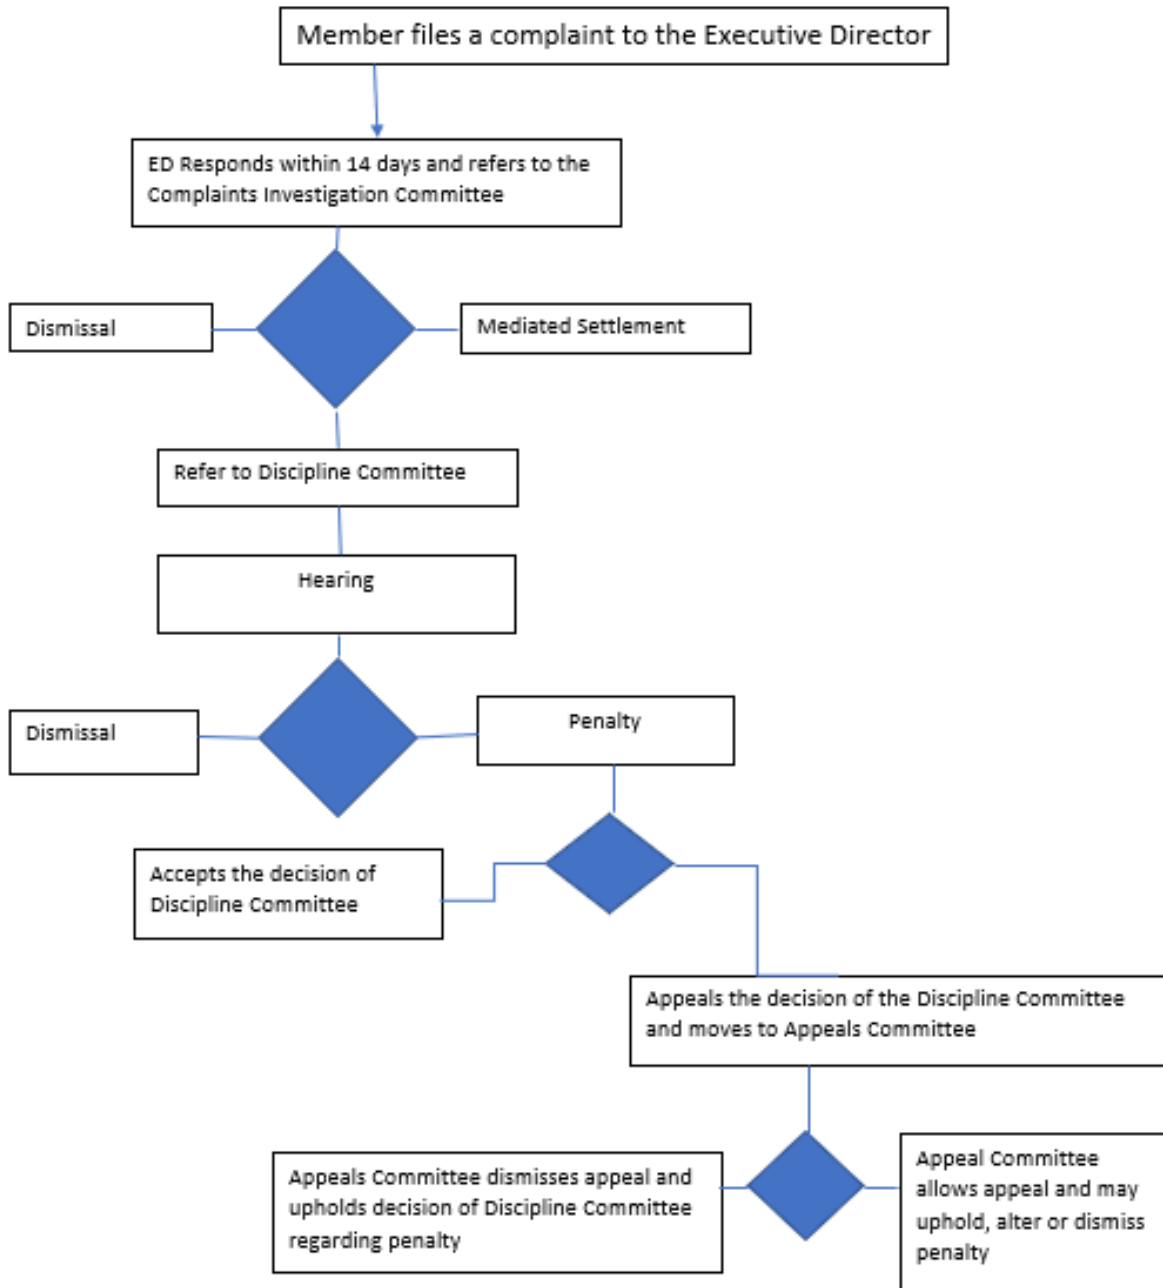 Member files a complaint to the Executive Director
ED Responds within 14 days and refers to the
Complaints Investigation Committee
Dismissal
Mediated Settlement
Refer to Discipline Committee
Hearing
Dismissal
Penalty
Accepts the decision of
Discipline Committee
Appeals the decision of the Discipline Committee
and moves to Appeals Committee
Appeals Committee dismisses appeal and
upholds decision of Discipline Committee
regarding penalty
Appeal Committee
allows appeal and may
uphold, alter or dismiss
penalty